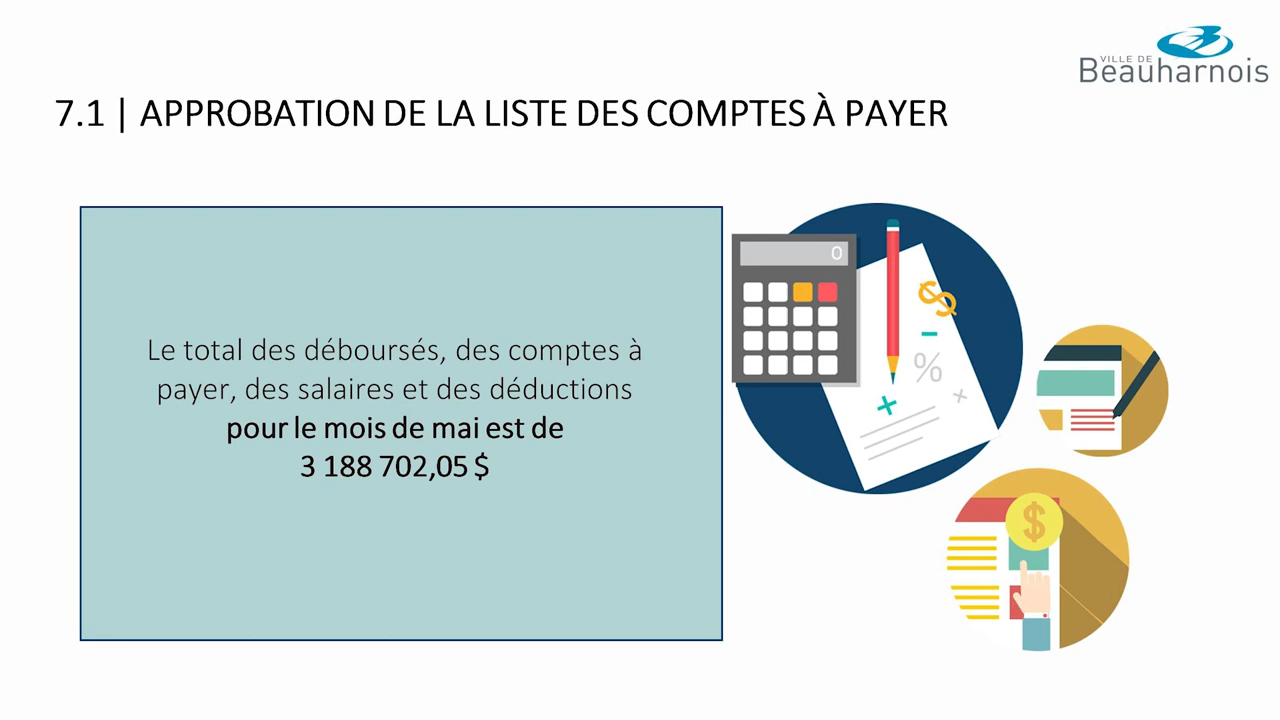 VILLE DE
Beauharnois
7.1 | APPROBATION DE LA LISTE DES COMPTES À PAYER
Le total des déboursés, des comptes à
payer, des salaires et des déductions
pour le mois de mai est de
3 188 702,05 $
0
$
%
$